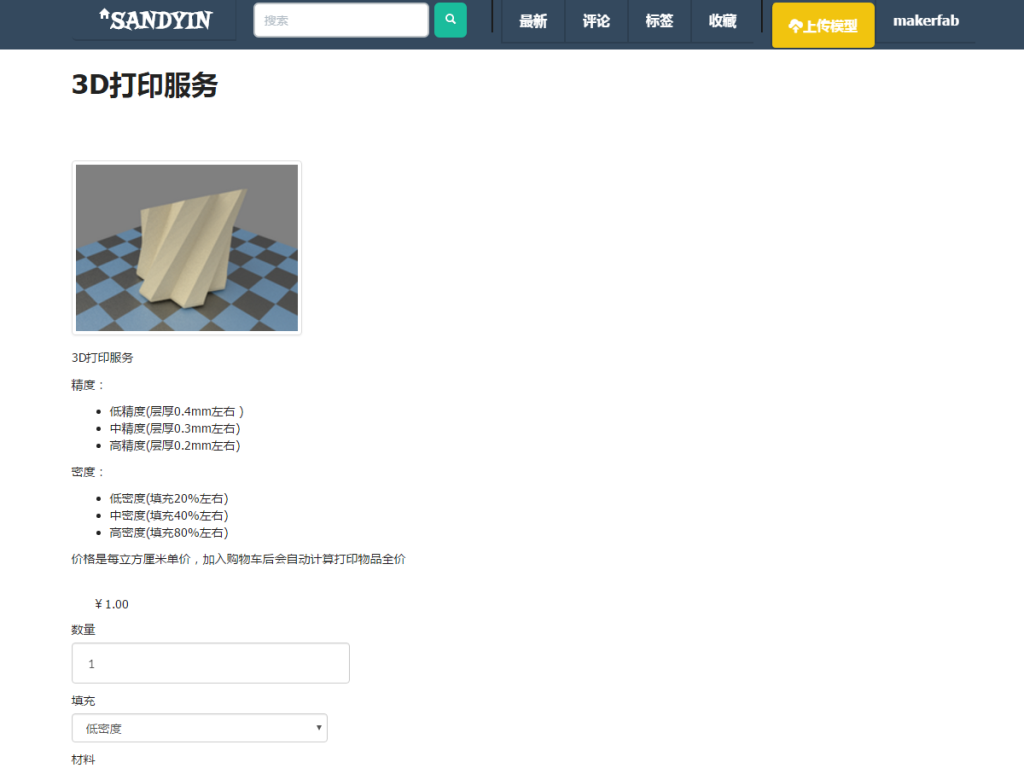 SANDYIN
搜索
最新
评论
标签
收藏
上传模型
makerfab
3D打印服务
3D打印服务
精度：
低精度(层厚0.4mm左右 )
中精度(层厚0.3mm左右)
高精度(层厚0.2mm左右)
密度：
低密度(填充20%左右)
中密度(填充40%左右)
高密度(填充80%左右)
价格是每立方厘米单价，加入购物车后会自动计算打印物品全价
¥ 1.00
数量
1
填充
低密度
材料